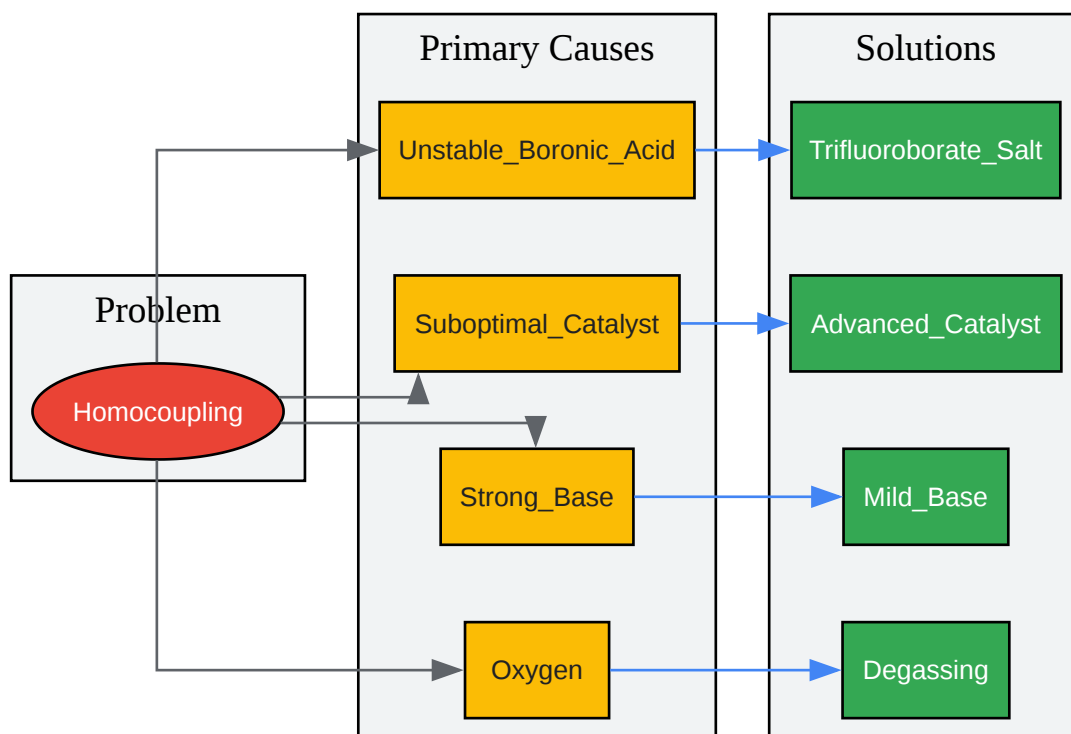 Primary Causes
Solutions
Unstable_Boronic_Acid
Trifluoroborate_Salt
Problem
Suboptimal_Catalyst
Advanced_Catalyst
Homocoupling
Strong_Base
Mild_Base
Oxygen
Degassing